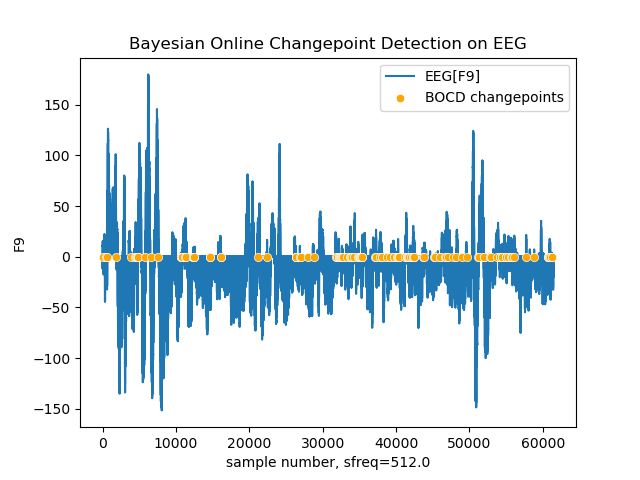 Bayesian Online Changepoint Detection on EEG
EEG[F9]
BOCD changepoints
150
100
50
0
−50
−100
−150
F9
0 10000 20000 30000 40000 50000 60000
sample number, sfreq=512.0